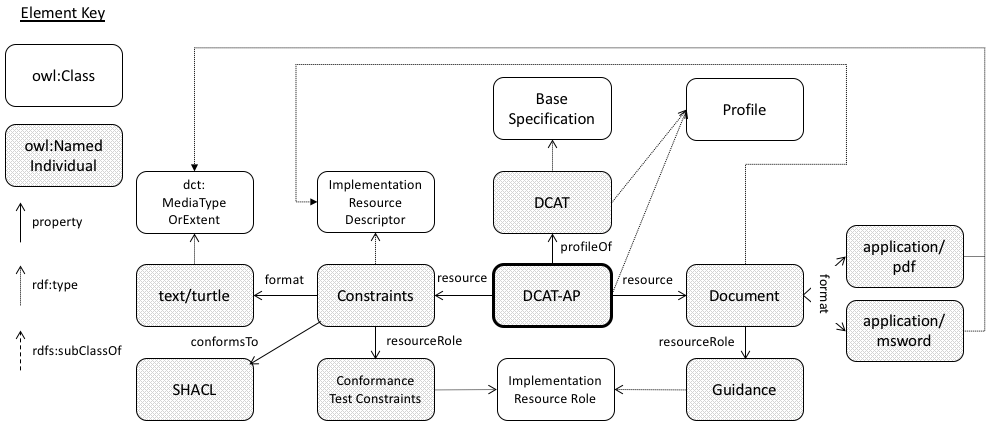 Element Key
owl:Class
owl:Named
Individual
property
rdf:type
rdfs:subClassOf
Base
Specification
Profile
dct:
MediaType
OrExtent
Implementation
Resource
Descriptor
DCAT
profileOf
text/turtle
format
Constraints
resource
DCAT-AP
resource
Document
format
application/
pdf
application/
msword
conformsTo
resourceRole
resourceRole
SHACL
Conformance
Test Constraints
Implementation
Resource Role
Guidance